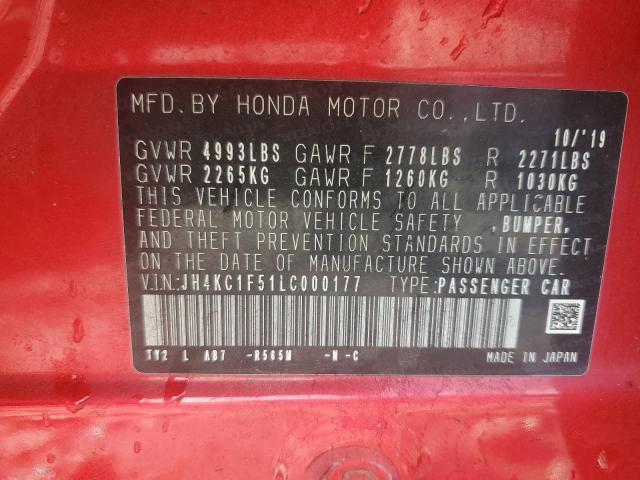 MFD.BY HONDA MOTOR CO.,LTD.
10/'19
GVWR 4993LBS GAWR F 2778LBS R 2271LBS
GVWR 2265KG GAWR F 1260KG R 1030KG
THIS VEHICLE CONFORMS TO ALL APPLICABLE
FEDERAL MOTOR VEHICLE SAFETY ,BUMPER,
AND THEFT PREVENTION STANDARDS IN EFFECT
ON THE DATE OF MANUFACTURE SHOWN ABOVE.
V.I.N.:JH4KC1F51LC000177 TYPE:PASSENGER CAR
TY2 L AB7 -R565M -N -C MADE IN JAPAN